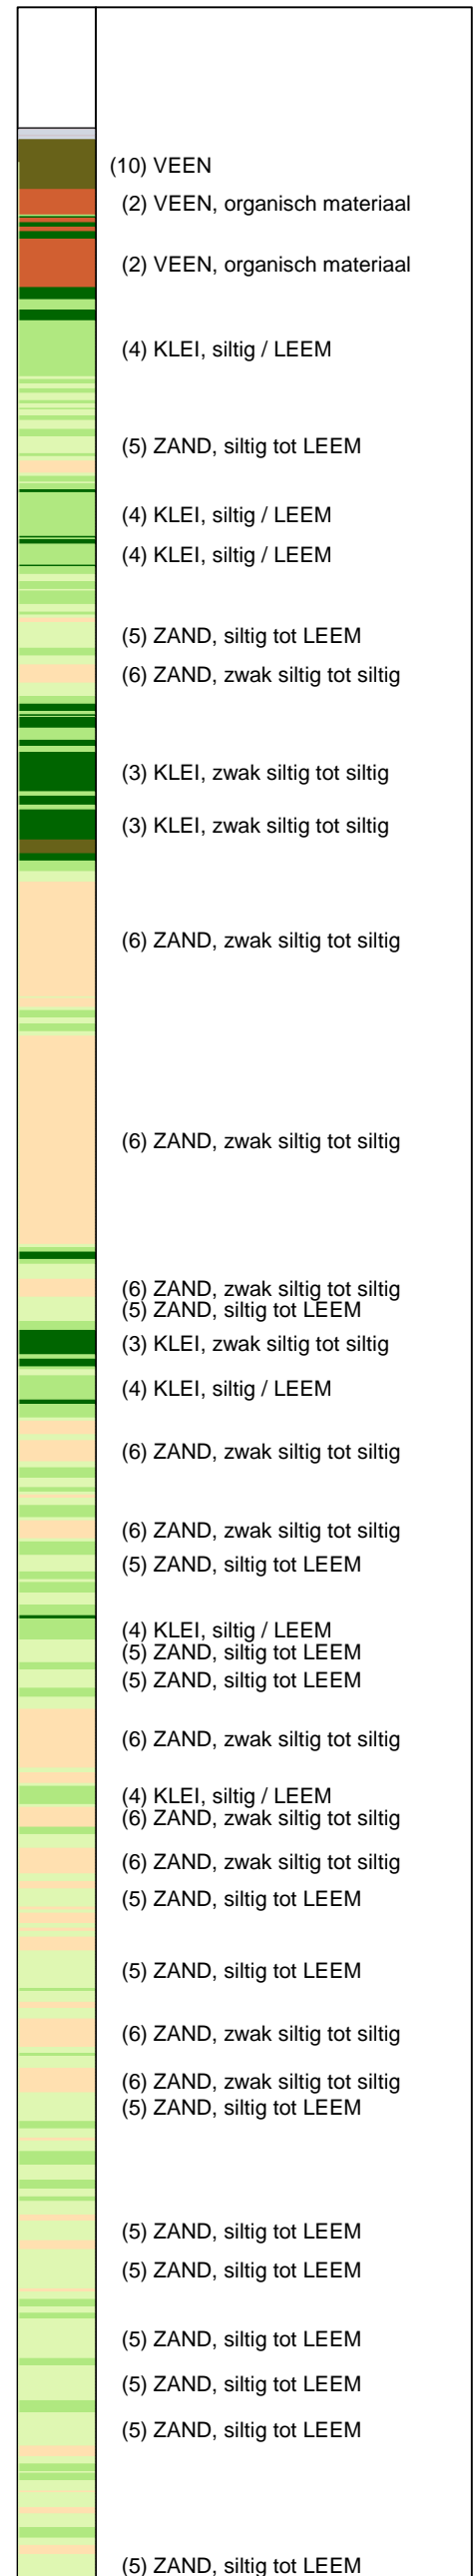 (10) VEEN
(2) VEEN, organisch materiaal
(2) VEEN, organisch materiaal
(4) KLEI, siltig / LEEM
(5) ZAND, siltig tot LEEM
(4) KLEI, siltig / LEEM
(4) KLEI, siltig / LEEM
(5) ZAND, siltig tot LEEM
(6) ZAND, zwak siltig tot siltig
(3) KLEI, zwak siltig tot siltig
(3) KLEI, zwak siltig tot siltig
(6) ZAND, zwak siltig tot siltig
(6) ZAND, zwak siltig tot siltig
(6) ZAND, zwak siltig tot siltig
(5) ZAND, siltig tot LEEM
(3) KLEI, zwak siltig tot siltig
(4) KLEI, siltig / LEEM
(6) ZAND, zwak siltig tot siltig
(6) ZAND, zwak siltig tot siltig
(5) ZAND, siltig tot LEEM
(4) KLEI, siltig / LEEM
(5) ZAND, siltig tot LEEM
(5) ZAND, siltig tot LEEM
(6) ZAND, zwak siltig tot siltig
(4) KLEI, siltig / LEEM
(6) ZAND, zwak siltig tot siltig
(6) ZAND, zwak siltig tot siltig
(5) ZAND, siltig tot LEEM
(5) ZAND, siltig tot LEEM
(6) ZAND, zwak siltig tot siltig
(6) ZAND, zwak siltig tot siltig
(5) ZAND, siltig tot LEEM
(5) ZAND, siltig tot LEEM
(5) ZAND, siltig tot LEEM
(5) ZAND, siltig tot LEEM
(5) ZAND, siltig tot LEEM
(5) ZAND, siltig tot LEEM
(5) ZAND, siltig tot LEEM